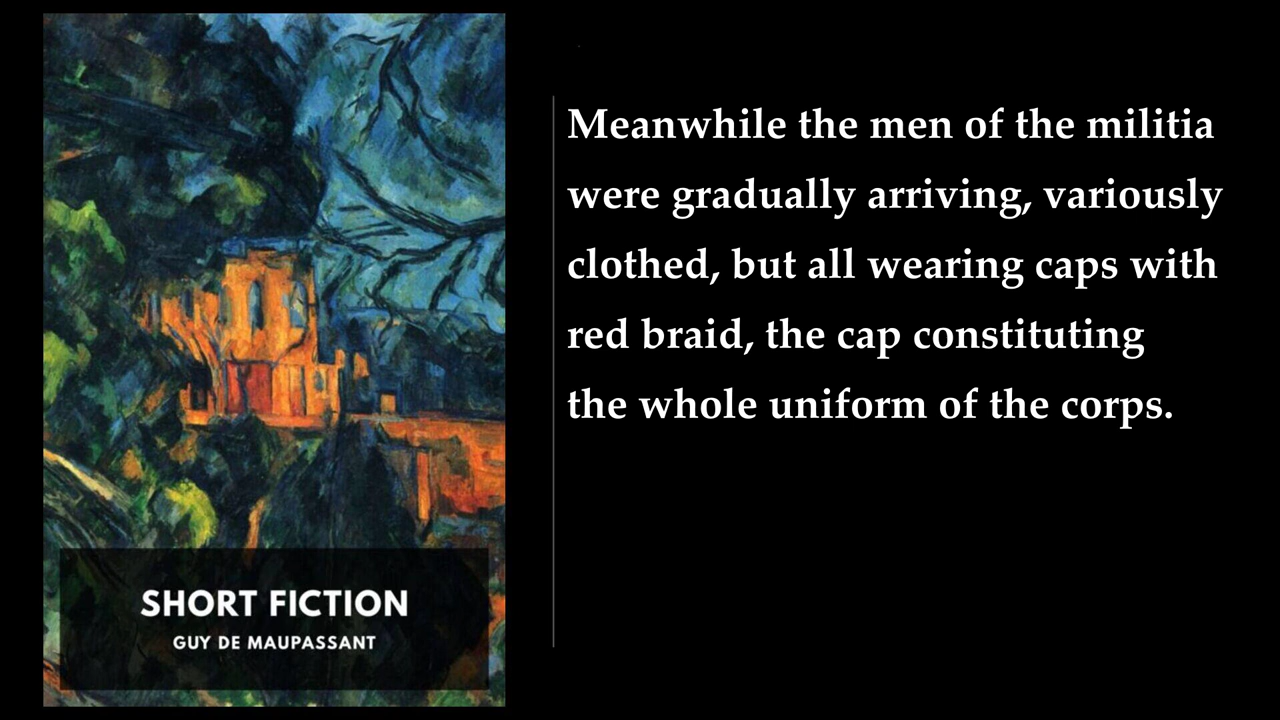 SHORT FICTION
GUY DE MAUPASSANT
Meanwhile the men of the militia
were gradually arriving, variously
clothed, but all wearing caps with
red braid, the cap constituting
the whole uniform of the corps.